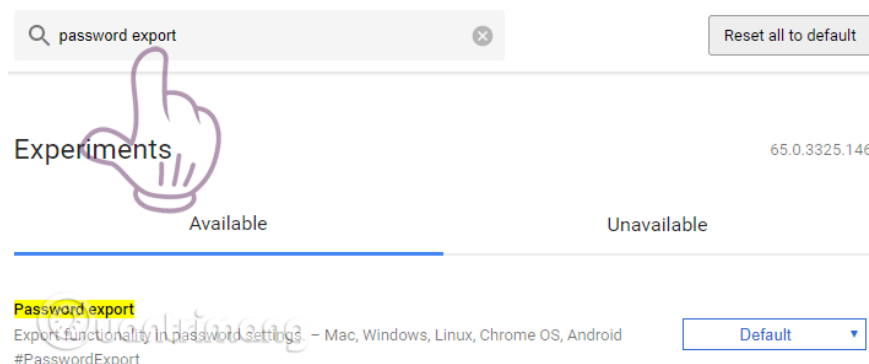 password export
Reset all to default
Experiments
65.0.3325.146
Available
Unavailable
Password export
Export functionality in password settings. – Mac, Windows, Linux, Chrome OS, Android
Default
#PasswordExport
uantrimang